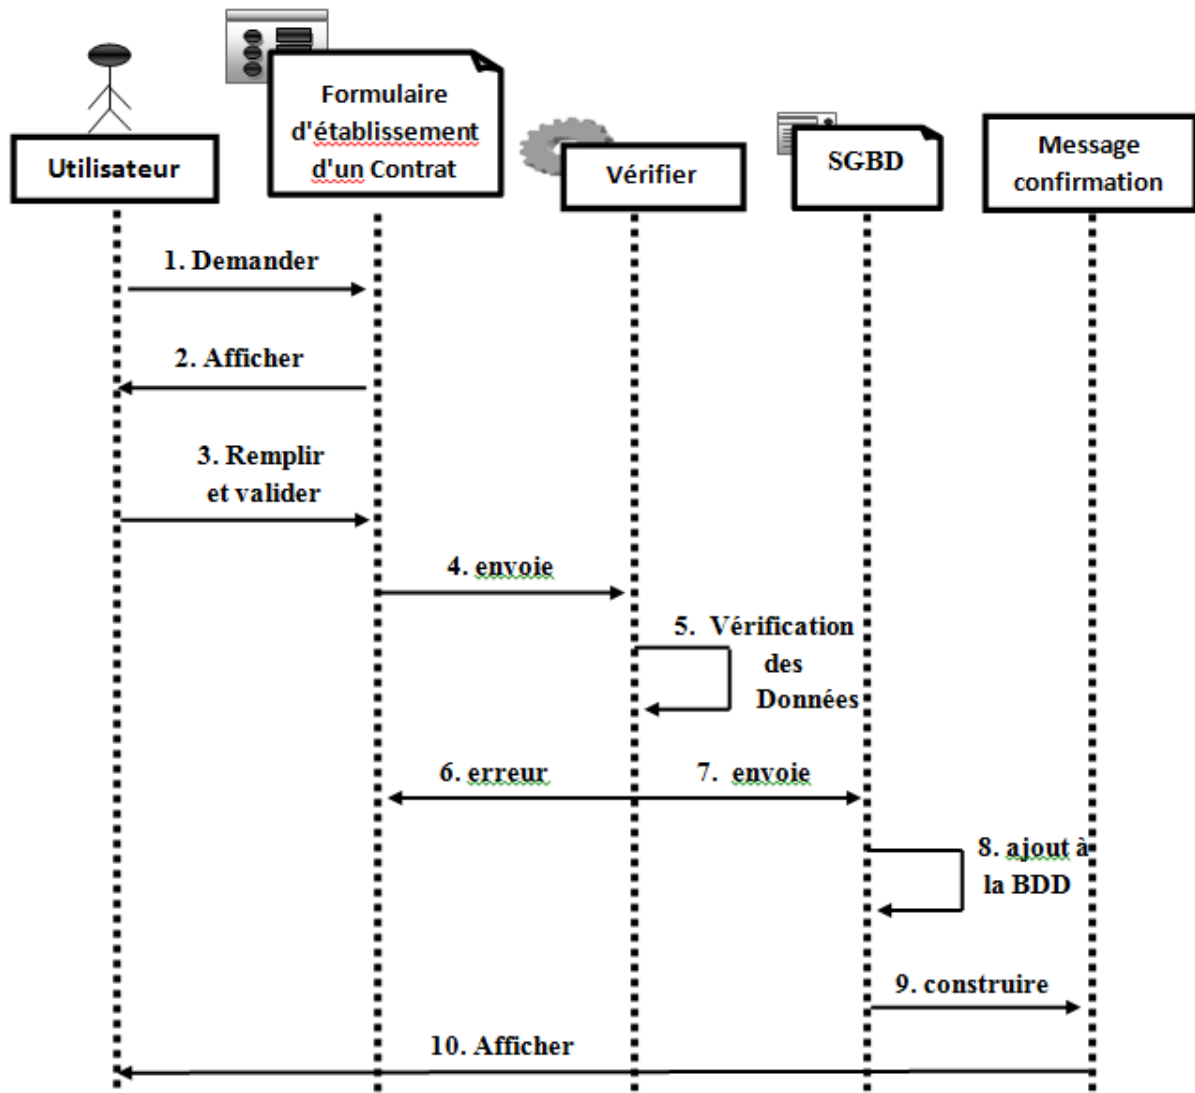 Formulaire
d'établissement
d'un Contrat
Utilisateur
Vérifier
SGBD
Message
confirmation
1. Demander
2. Afficher
3. Remplir
et valider
4. envoie
5. Vérification
des
Données
6. erreur
7. envoie
8. ajout à
la BDD
9. construire
10. Afficher